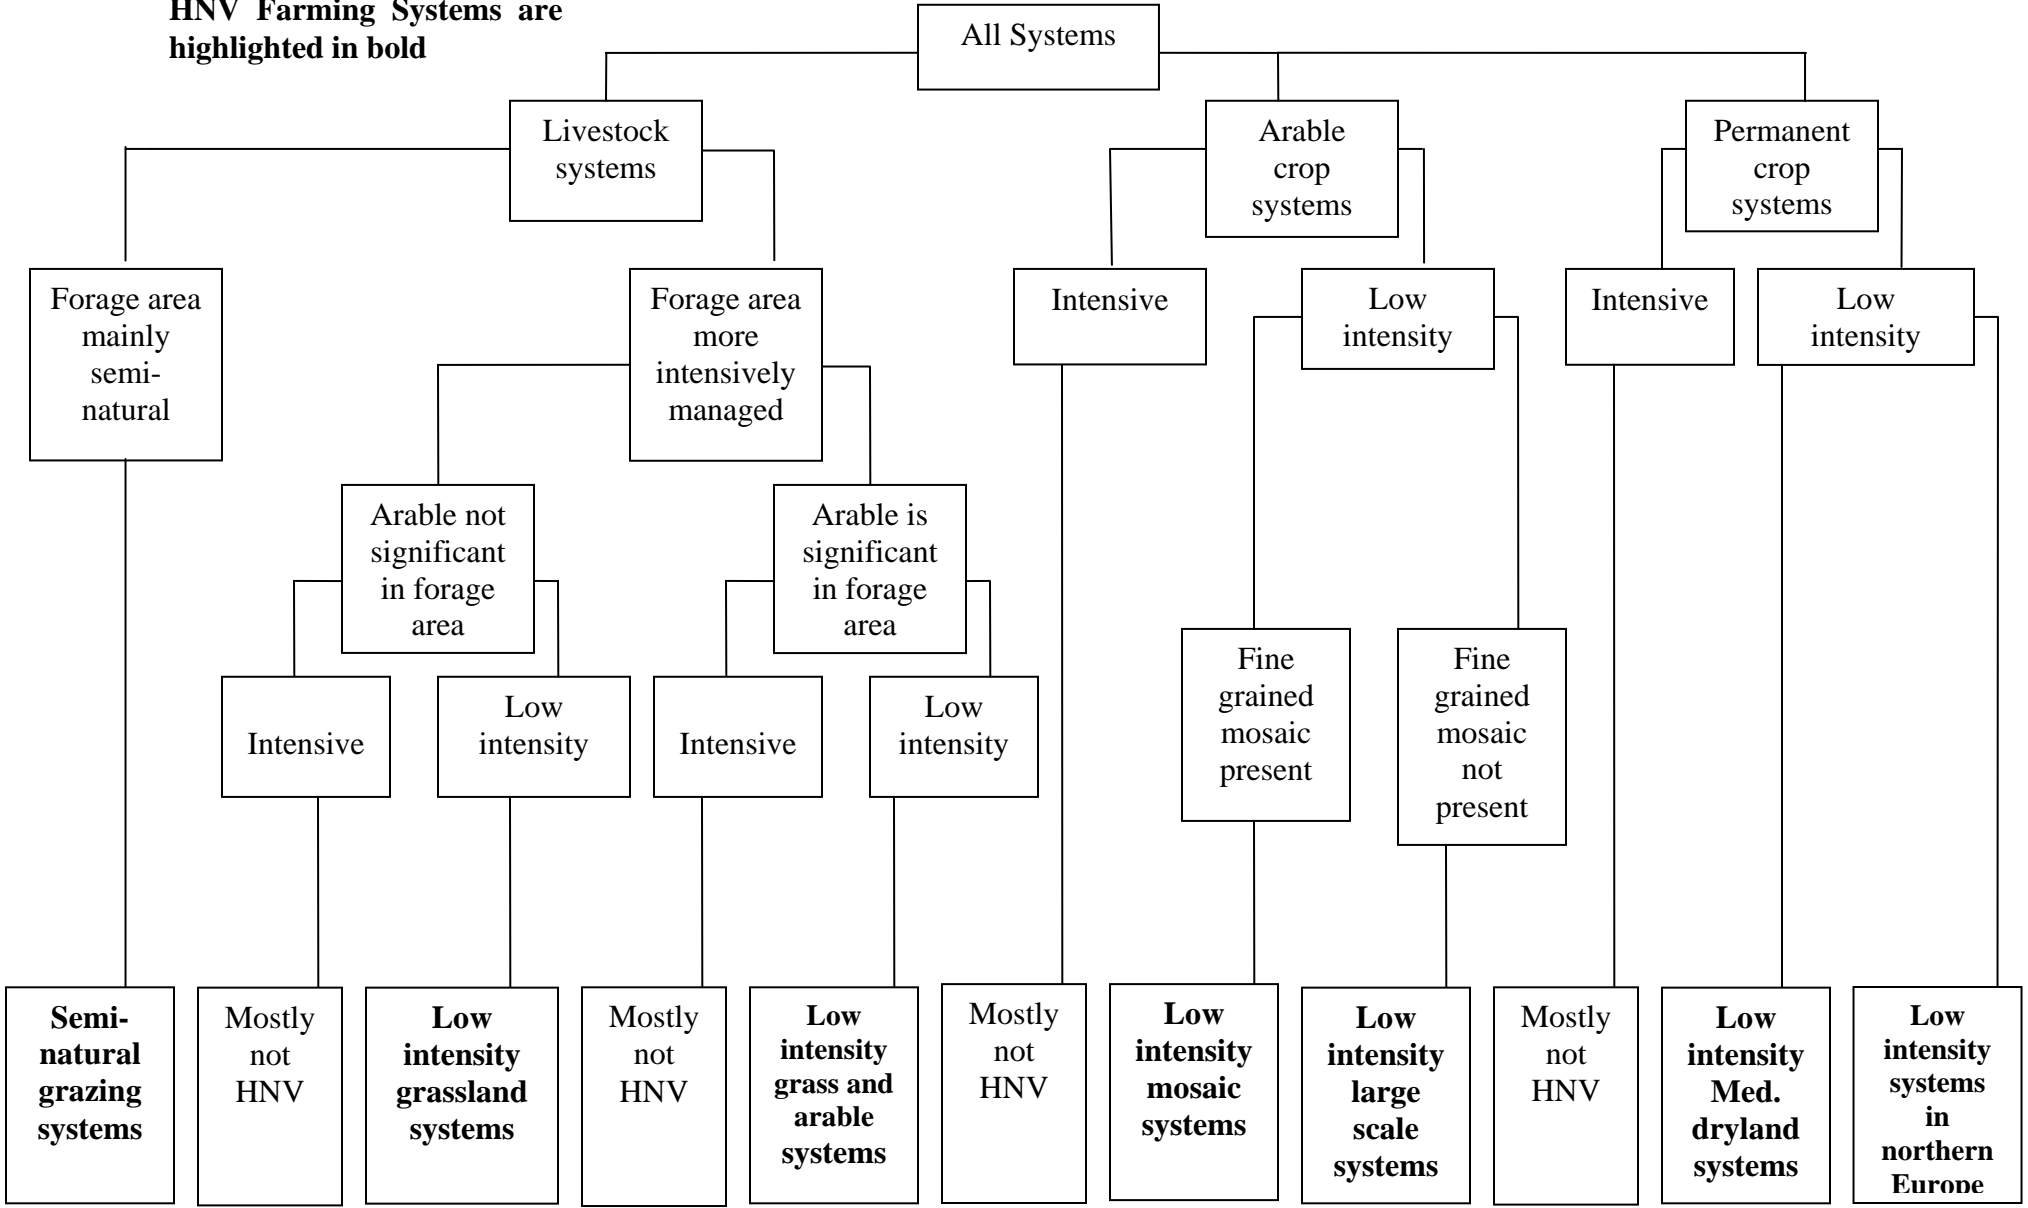 HNV Farming Systems are
highlighted in bold
All Systems
Livestock
systems
Arable
crop
systems
Permanent
crop
systems
Forage area
mainly
semi-
natural
Forage area
more
intensively
managed
Intensive
Low
intensity
Intensive
Low
intensity
Arable not
significant
in forage
area
Arable is
significant
in forage
area
Fine
grained
mosaic
present
Fine
grained
mosaic
not
present
Intensive
Low
intensity
Intensive
Low
intensity
Semi-
natural
grazing
systems
Mostly
not
HNV
Low
intensity
grassland
systems
Mostly
not
HNV
Low
intensity
grass and
arable
systems
Mostly
not
HNV
Low
intensity
mosaic
systems
Low
intensity
large
scale
systems
Mostly
not
HNV
Low
intensity
Med.
dryland
systems
Low
intensity
systems
in
northern
Europe